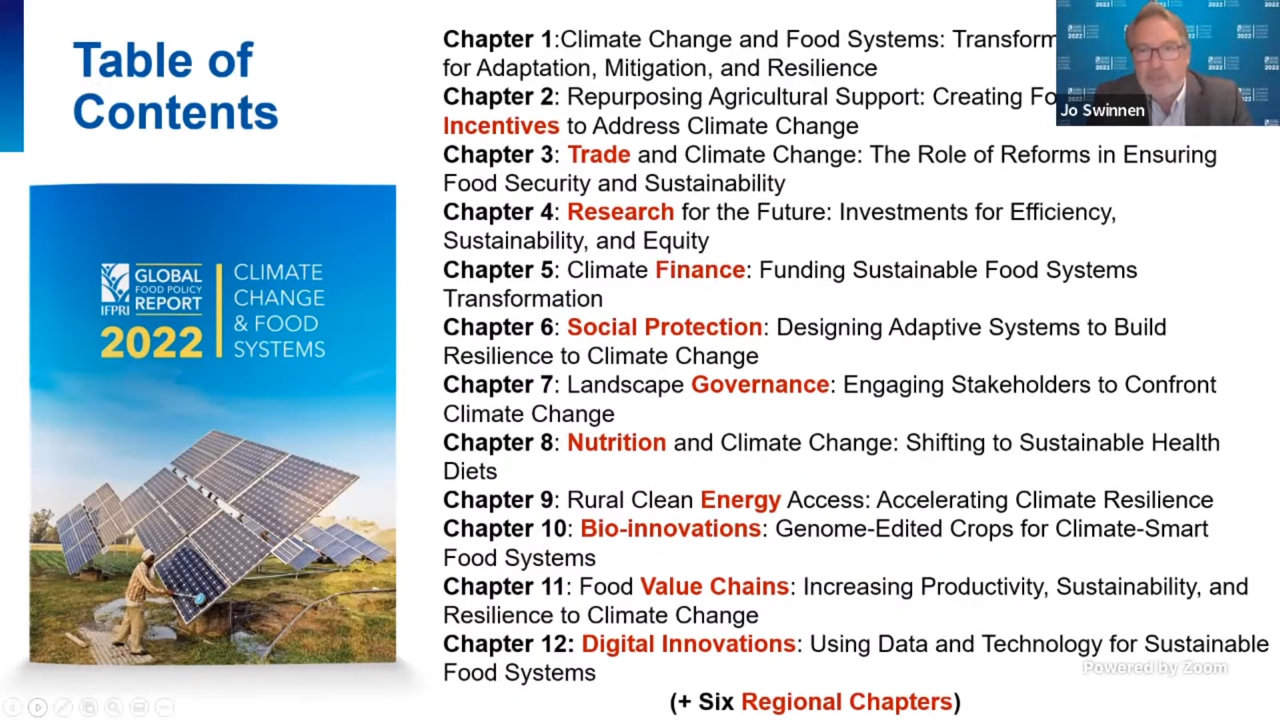 Table of
Contents
GLOBAL
FOOD POLICY
REPORT
IFPRI
2022
CLIMATE
CHANGE
& FOOD
SYSTEMS
Chapter 1:Climate Change and Food Systems: Transform
for Adaptation, Mitigation, and Resilience
Chapter 2: Repurposing Agricultural Support: Creating Fo
Incentives to Address Climate Change
Chapter 3: Trade and Climate Change: The Role of Reforms in Ensuring
Food Security and Sustainability
Chapter 4: Research for the Future: Investments for Efficiency,
Sustainability, and Equity
Chapter 5: Climate Finance: Funding Sustainable Food Systems
Transformation
Chapter 6: Social Protection: Designing Adaptive Systems to Build
Resilience to Climate Change
Chapter 7: Landscape Governance: Engaging Stakeholders to Confront
Climate Change
Chapter 8: Nutrition and Climate Change: Shifting to Sustainable Health
Diets
Chapter 9: Rural Clean Energy Access: Accelerating Climate Resilience
Chapter 10: Bio-innovations: Genome-Edited Crops for Climate-Smart
Food Systems
Chapter 11: Food Value Chains: Increasing Productivity, Sustainability, and
Resilience to Climate Change
Chapter 12: Digital Innovations: Using Data and Technology for Sustainable
Food Systems
(+ Six Regional Chapters)
Jo Swinnen
Powered by Zoom